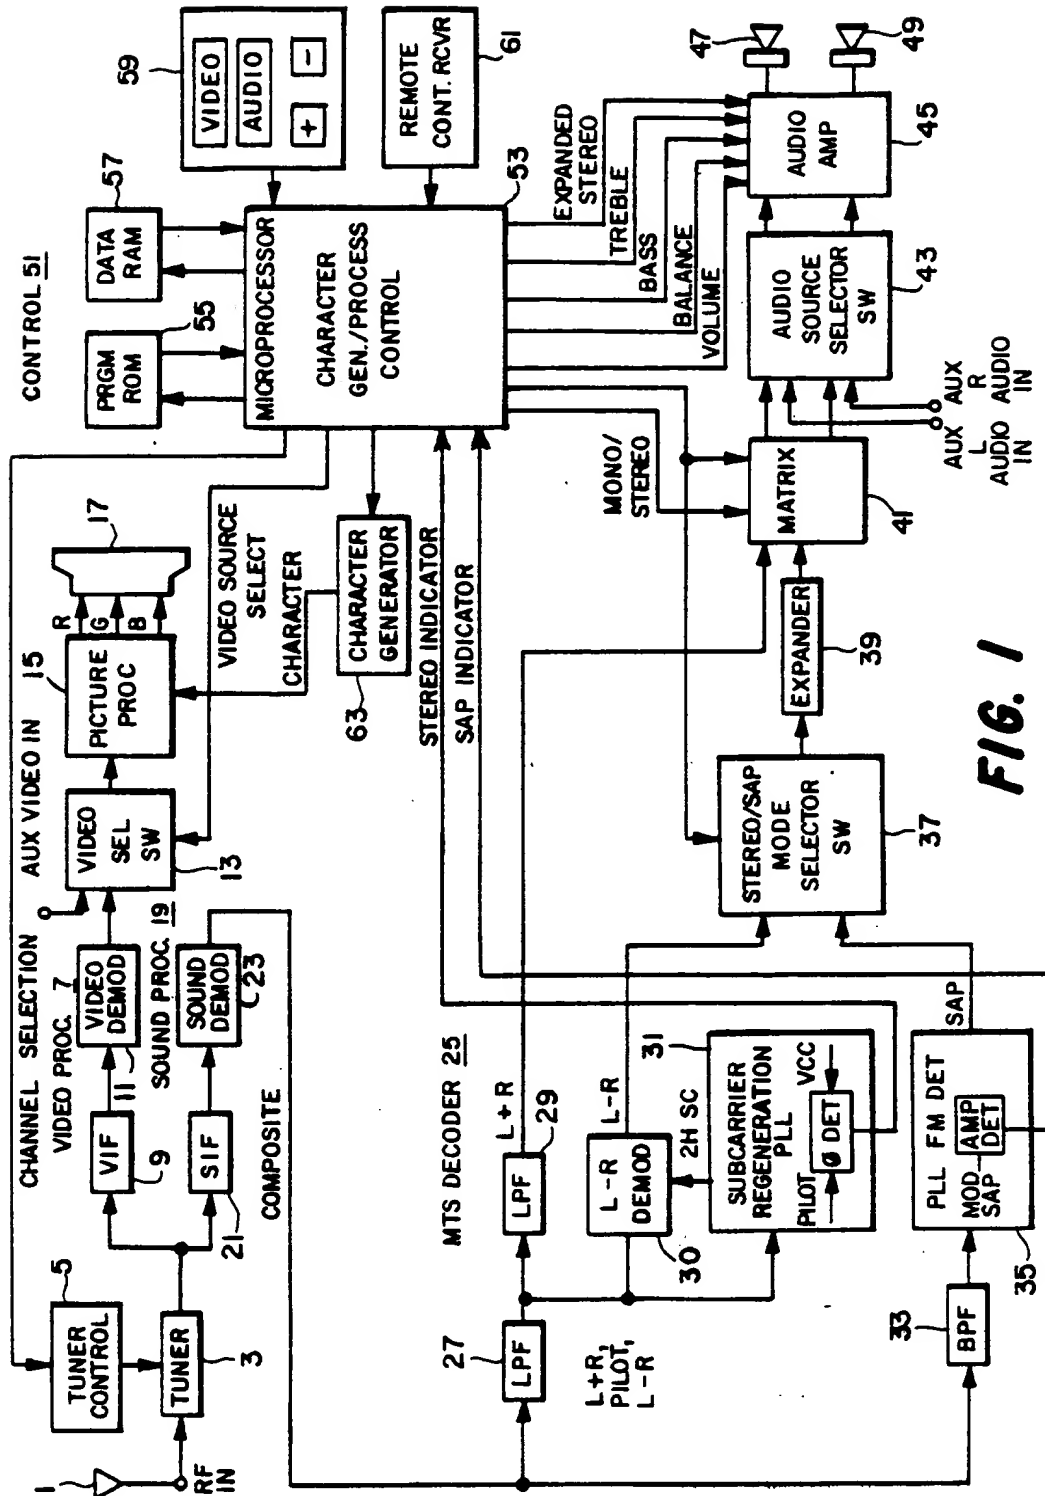 1
RF
IN
TUNER
CONTROL
5
TUNER
3
CHANNEL SELECTION
VIDEO PROC. 7
VIF
9
VIDEO
DEMOD
11
SOUND PROC. 19
SIF
21
SOUND
DEMOD
23
COMPOSITE
AUX VIDEO IN
VIDEO
SEL
SW
13
PICTURE
PROC
15
R
G
B
17
VIDEO SOURCE
SELECT
CHARACTER
CHARACTER
GENERATOR
63
CONTROL 51
PRGM
ROM
55
DATA
RAM
57
MICROPROCESSOR
CHARACTER
GEN./PROCESS
CONTROL
53
VIDEO
AUDIO
+
-
59
REMOTE
CONT. RCVR
61
STEREO INDICATOR
SAP INDICATOR
MONO/
STEREO
EXPANDED
STEREO
TREBLE
BASS
BALANCE
VOLUME
MTS DECODER 25
LPF
27
L+R,
PILOT,
L-R
LPF
29
L+R
L-R
DEMOD
30
L-R
2H SC
SUBCARRIER
REGENERATION
PLL
31
PILOT
Ø DET
VCC
BPF
33
PLL FM DET
MOD
SAP
AMP
DET
35
SAP
STEREO/SAP
MODE
SELECTOR
SW
37
EXPANDER
39
MATRIX
41
AUX
L
AUDIO
IN
AUX
R
AUDIO
IN
AUDIO
SOURCE
SELECTOR
SW
43
AUDIO
AMP
45
47
49
FIG. 1